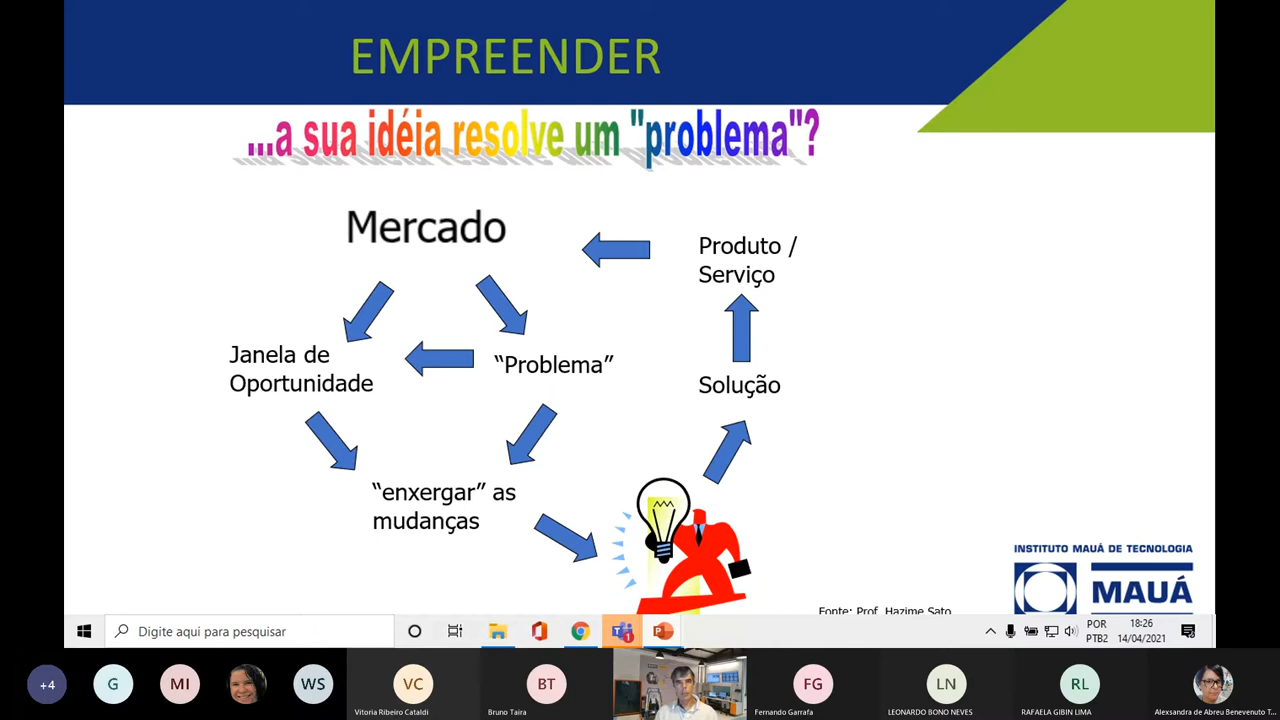 EMPREENDER
...a sua idéia resolve um "problema"?
Mercado
Produto /
Serviço
Janela de
Oportunidade
“Problema”
Solução
“enxergar” as
mudanças
INSTITUTO MAUÁ DE TECNOLOGIA
MAUÁ
Fonte: Prof. Hazime Sato
Digite aqui para pesquisar
1
POR
PTB2
18:26
14/04/2021
+4
G
MI
WS
VC
BT
FG
LN
RL
Vitoria Ribeiro Cataldi
Bruno Taira
Fernando Garrafa
LEONARDO BONO NEVES
RAFAELA GIBIN LIMA
Alexsandra de Abreu Benevenuto T...